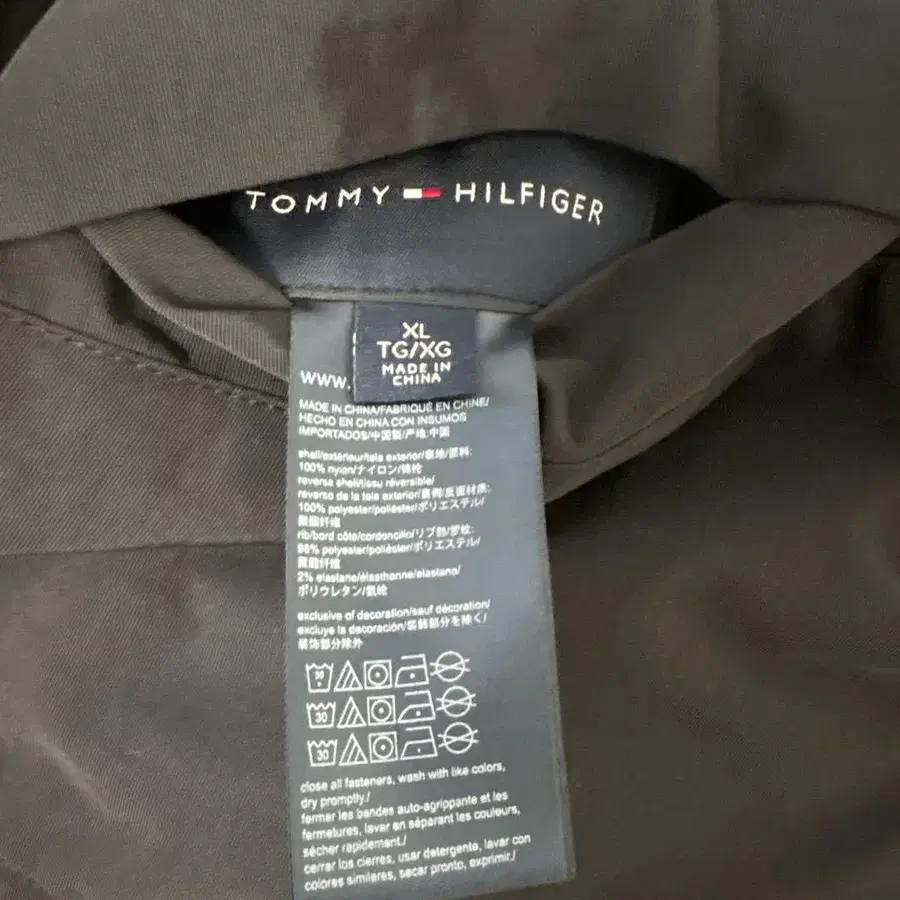 TOMMY HILFIGER
XL
TG/XG
MADE IN
CHINA
www.
MADE IN CHINA/FABRIQUÉ EN CHINE/
HECHO EN CHINA CON INSUMOS
IMPORTADOS/中国製/产地:中国
shell/extérieur/tela exterior/表地/面料:
100% nylon/ナイロン/锦纶
reverse shell/tissu réversible/
reverso de la tela exterior/裏側/反面材质:
100% polyester/poliéster/ポリエステル/
聚酯纤维
rib/bord côte/cordoncillo/リブ部/罗纹:
98% polyester/poliéster/ポリエステル/
聚酯纤维
2% elastane/élasthanne/elastano/
ポリウレタン/氨纶
exclusive of decoration/sauf décoration/
excluye la decoración/装飾部分を除く/
装饰部分除外
30
30
30
close all fasteners, wash with like colors,
dry promptly./
fermer les bandes auto-agrippante et les
fermetures, laver en séparant les couleurs,
sécher rapidement./
cerrar los cierres, usar detergente, lavar con
colores similares, secar pronto, exprimir./